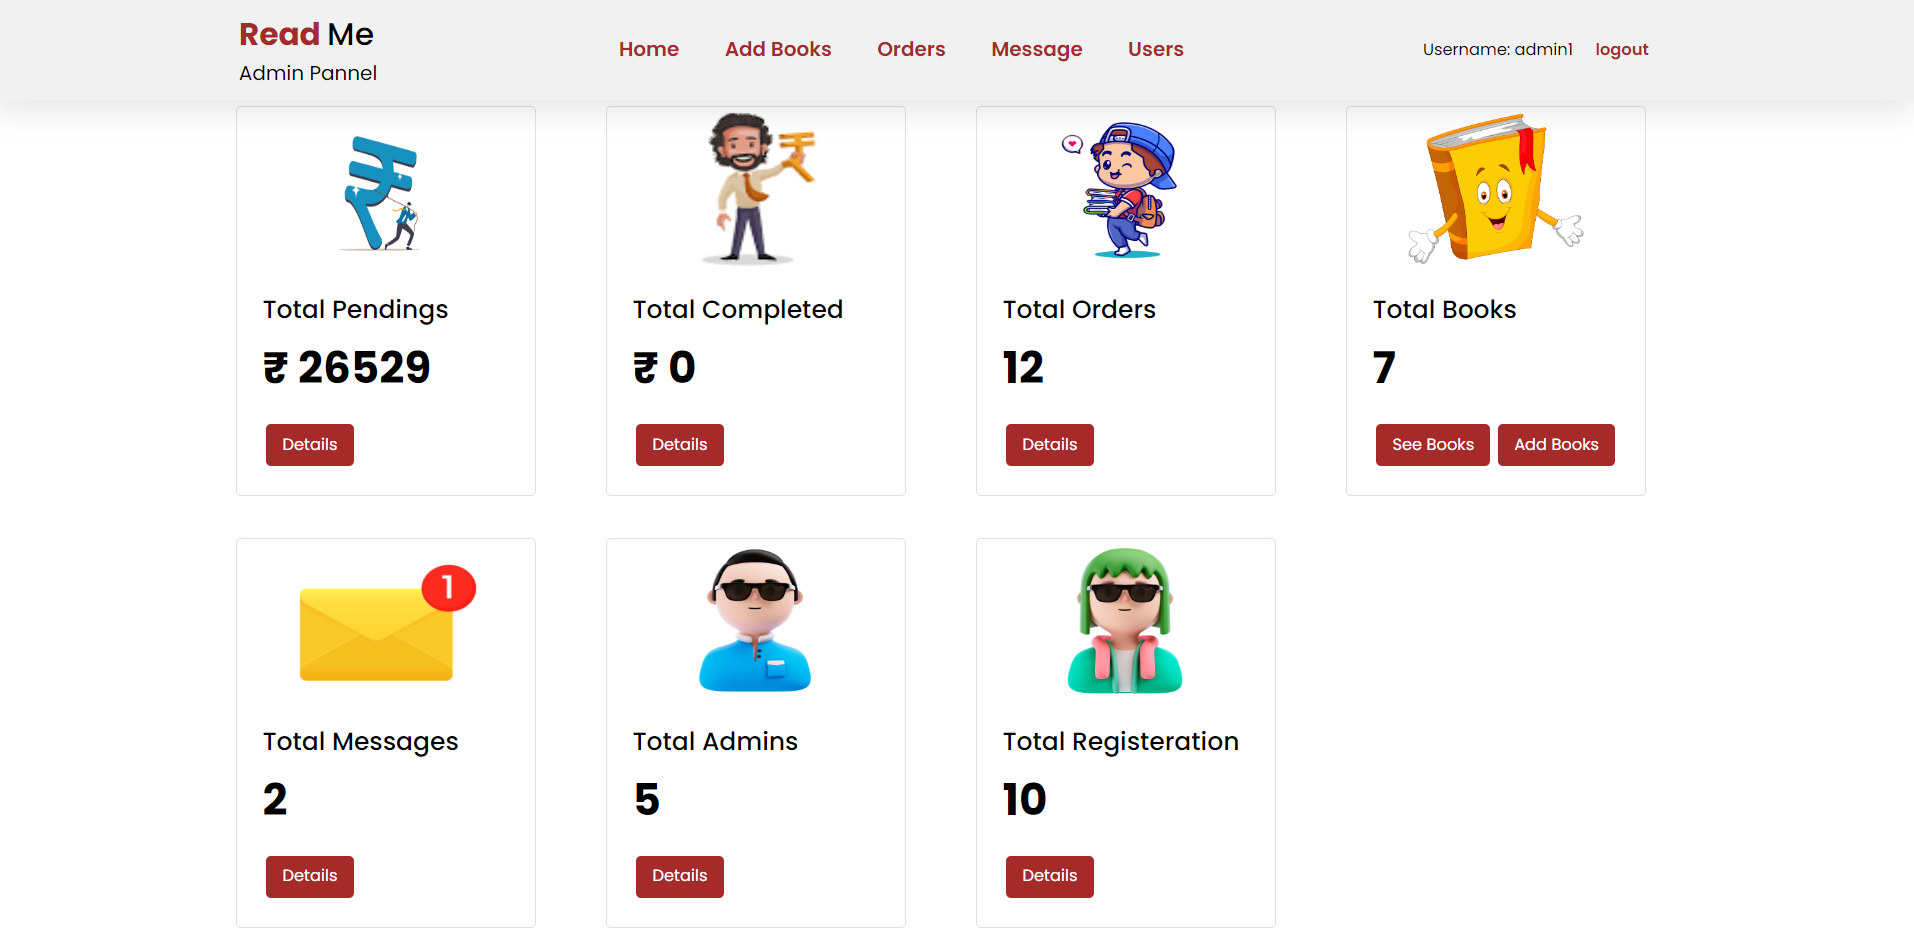 Read Me
Admin Pannel
Home Add Books Orders Message Users
Username: admin1 logout
Total Pendings
₹ 26529
Details
Total Completed
₹ 0
Details
Total Orders
12
Details
Total Books
7
See Books Add Books
1
Total Messages
2
Details
Total Admins
5
Details
Total Registeration
10
Details